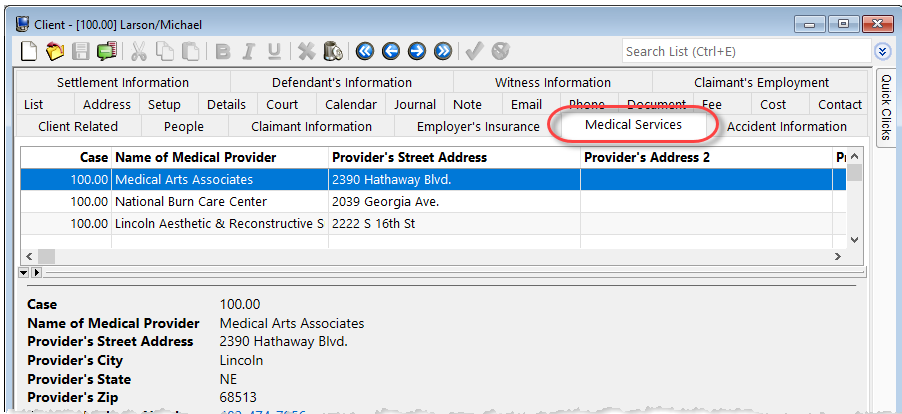 Client - [100.00] Larson/Michael
B I U Search List (Ctrl+E)
Settlement Information Defendant's Information Witness Information Claimant's Employment
List Address Setup Details Court Calendar Journal Note Email Phone Document Fee Cost Contact
Client Related People Claimant Information Employer's Insurance Medical Services Accident Information
Quick Clicks
Case Name of Medical Provider Provider's Street Address Provider's Address 2
100.00 Medical Arts Associates 2390 Hathaway Blvd.
100.00 National Burn Care Center 2039 Georgia Ave.
100.00 Lincoln Aesthetic & Reconstructive S 2222 S 16th St
Case 100.00
Name of Medical Provider Medical Arts Associates
Provider's Street Address 2390 Hathaway Blvd.
Provider's City Lincoln
Provider's State NE
Provider's Zip 68513